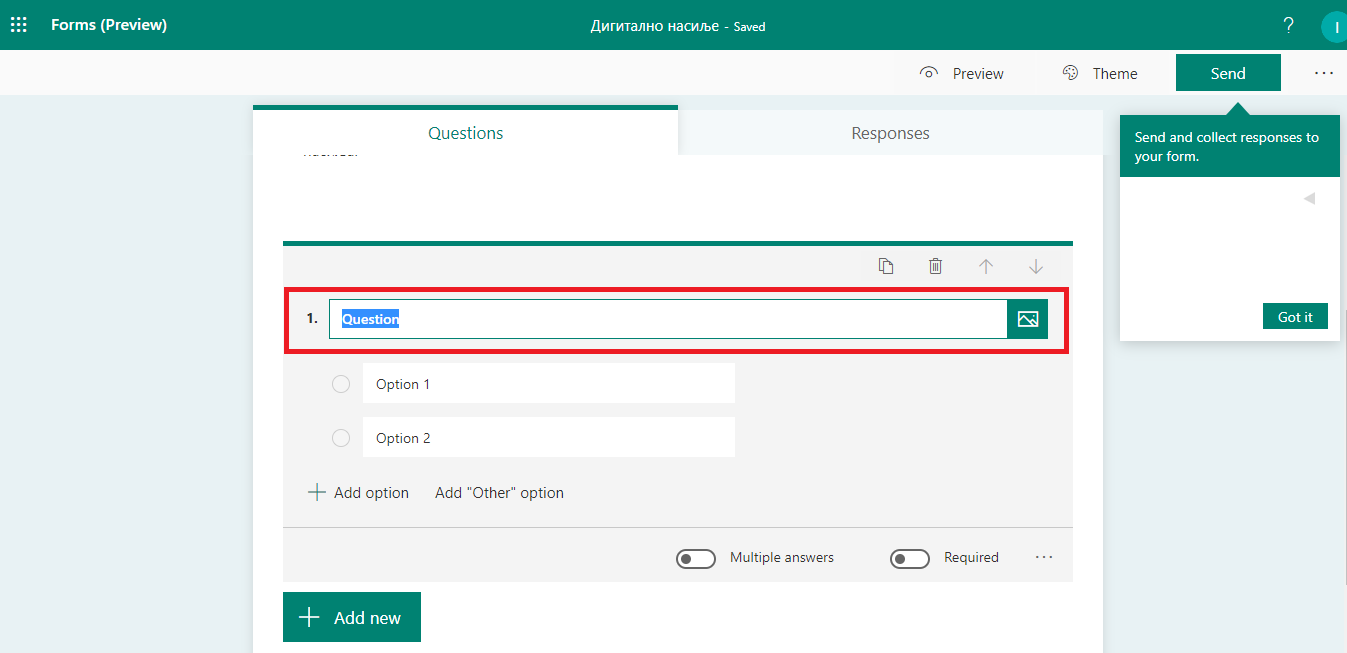 Forms (Preview)
Дигитално насиље - Saved
?
I
Preview
Theme
Send
...
Questions
Responses
Send and collect responses to
your form.
Got it
1.
Question
Option 1
Option 2
Add option
Add "Other" option
Multiple answers
Required
...
Add new